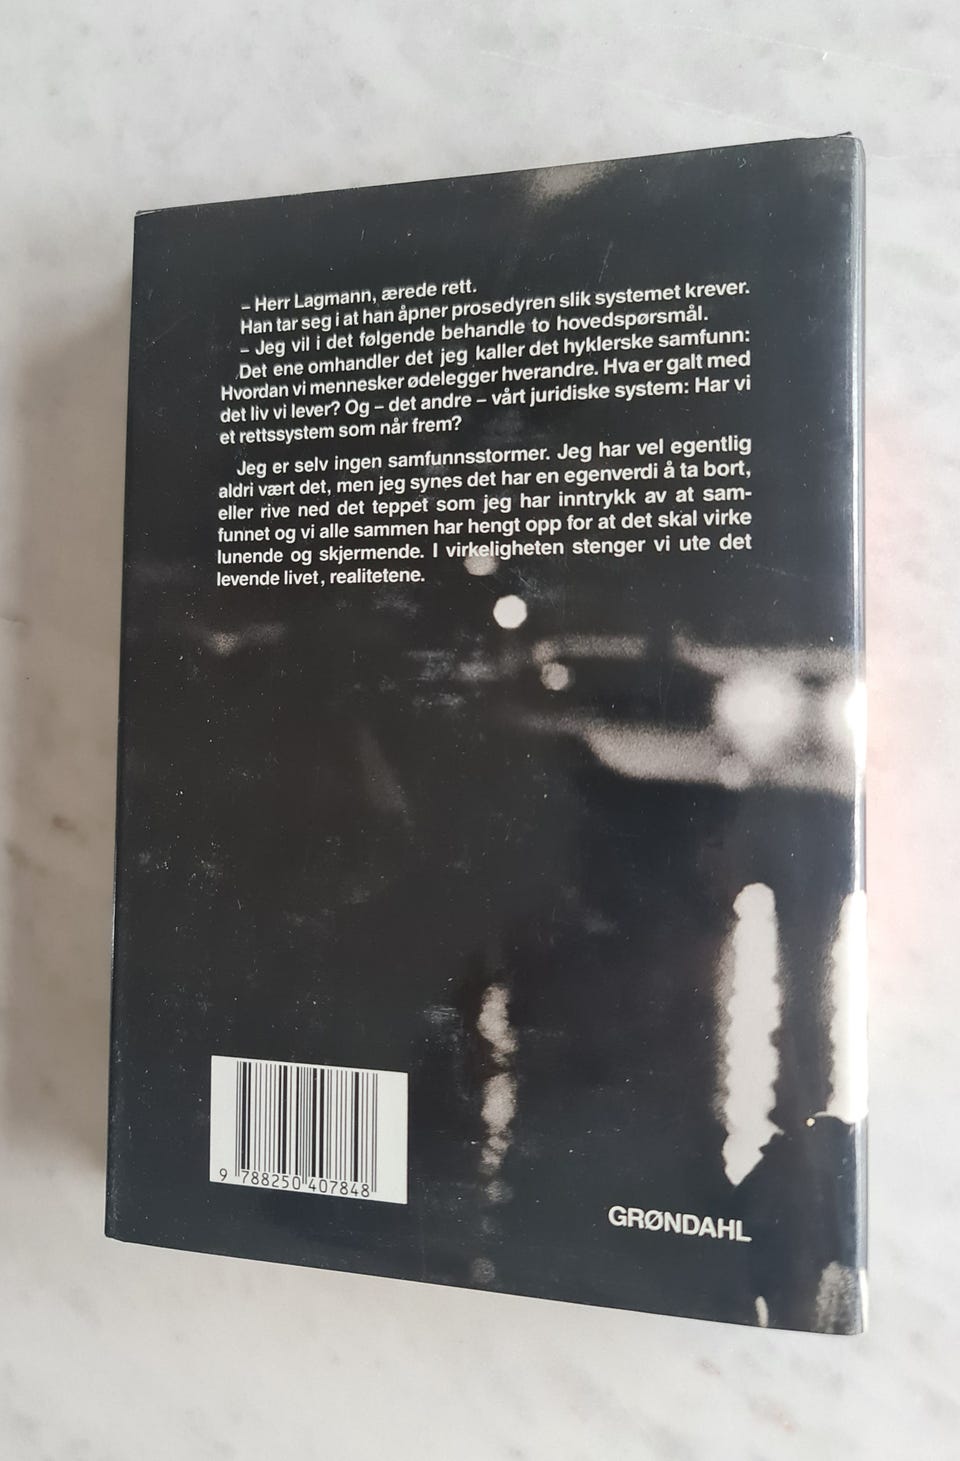 – Herr Lagmann, ærede rett.
Han tar seg i at han åpner prosedyren slik systemet krever.
– Jeg vil i det følgende behandle to hovedspørsmål.
Det ene omhandler det jeg kaller det hyklerske samfunn:
Hvordan vi mennesker ødelegger hverandre. Hva er galt med
det liv vi lever? Og – det andre – vårt juridiske system: Har vi
et rettssystem som når frem?
Jeg er selv ingen samfunnsstormer. Jeg har vel egentlig
aldri vært det, men jeg synes det har en egenverdi å ta bort,
eller rive ned det teppet som jeg har inntrykk av at sam-
funnet og vi alle sammen har hengt opp for at det skal virke
lunende og skjermende. I virkeligheten stenger vi ute det
levende livet, realitetene.
9 788250 407848
GRØNDAHL